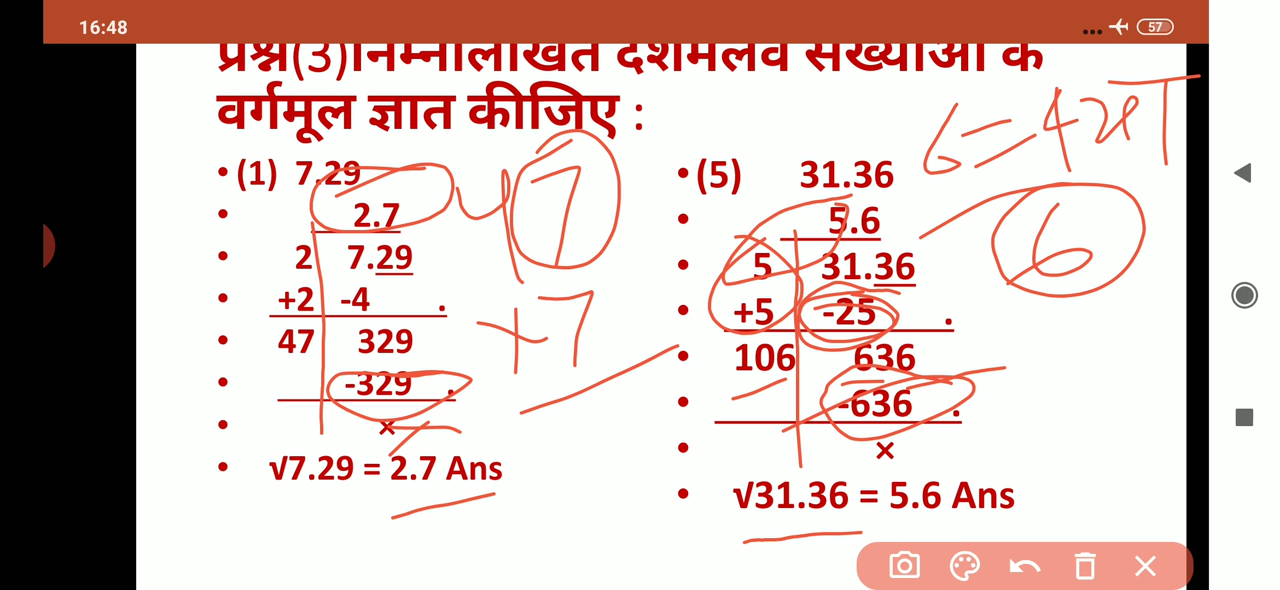 16:48
57
प्रश्न(3)निम्नलिखित दशमलव संख्याओं के
वर्गमूल ज्ञात कीजिए :
• (1) 7.29
• 2.7
• 2 7.29
• +2 -4 .
• 47 329
• -329 .
• ×
• √7.29 = 2.7 Ans
7
+7
• (5) 31.36
• 5.6
• 5 31.36
• +5 -25 .
• 106 636
• -636 .
• ×
• √31.36 = 5.6 Ans
6